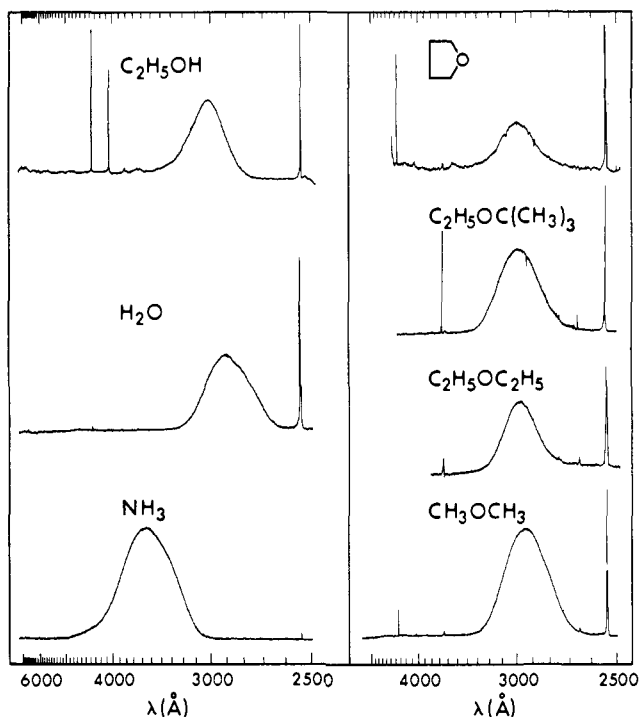 C₂H₅OH
H₂O
NH₃
6000 4000 3000 2500
λ(Å)
O
C₂H₅OC(CH₃)₃
C₂H₅OC₂H₅
CH₃OCH₃
4000 3000 2500
λ(Å)